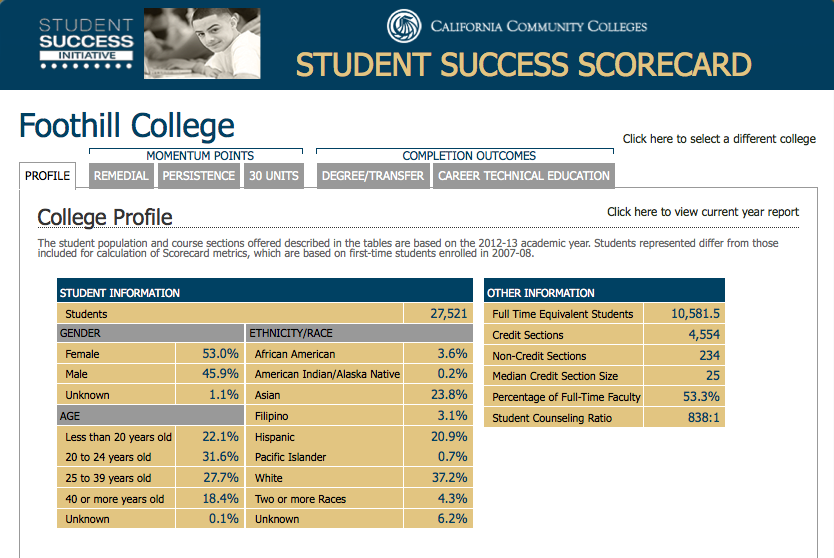 STUDENT
SUCCESS
INITIATIVE
CALIFORNIA COMMUNITY COLLEGES
STUDENT SUCCESS SCORECARD
Foothill College
Click here to select a different college
MOMENTUM POINTS COMPLETION OUTCOMES
PROFILE REMEDIAL PERSISTENCE 30 UNITS DEGREE/TRANSFER CAREER TECHNICAL EDUCATION
College Profile
Click here to view current year report
The student population and course sections offered described in the tables are based on the 2012-13 academic year. Students represented differ from those
included for calculation of Scorecard metrics, which are based on first-time students enrolled in 2007-08.
STUDENT INFORMATION
Students 27,521
GENDER
Female 53.0%
Male 45.9%
Unknown 1.1%
AGE
Less than 20 years old 22.1%
20 to 24 years old 31.6%
25 to 39 years old 27.7%
40 or more years old 18.4%
Unknown 0.1%
ETHNICITY/RACE
African American 3.6%
American Indian/Alaska Native 0.2%
Asian 23.8%
Filipino 3.1%
Hispanic 20.9%
Pacific Islander 0.7%
White 37.2%
Two or more Races 4.3%
Unknown 6.2%
OTHER INFORMATION
Full Time Equivalent Students 10,581.5
Credit Sections 4,554
Non-Credit Sections 234
Median Credit Section Size 25
Percentage of Full-Time Faculty 53.3%
Student Counseling Ratio 838:1